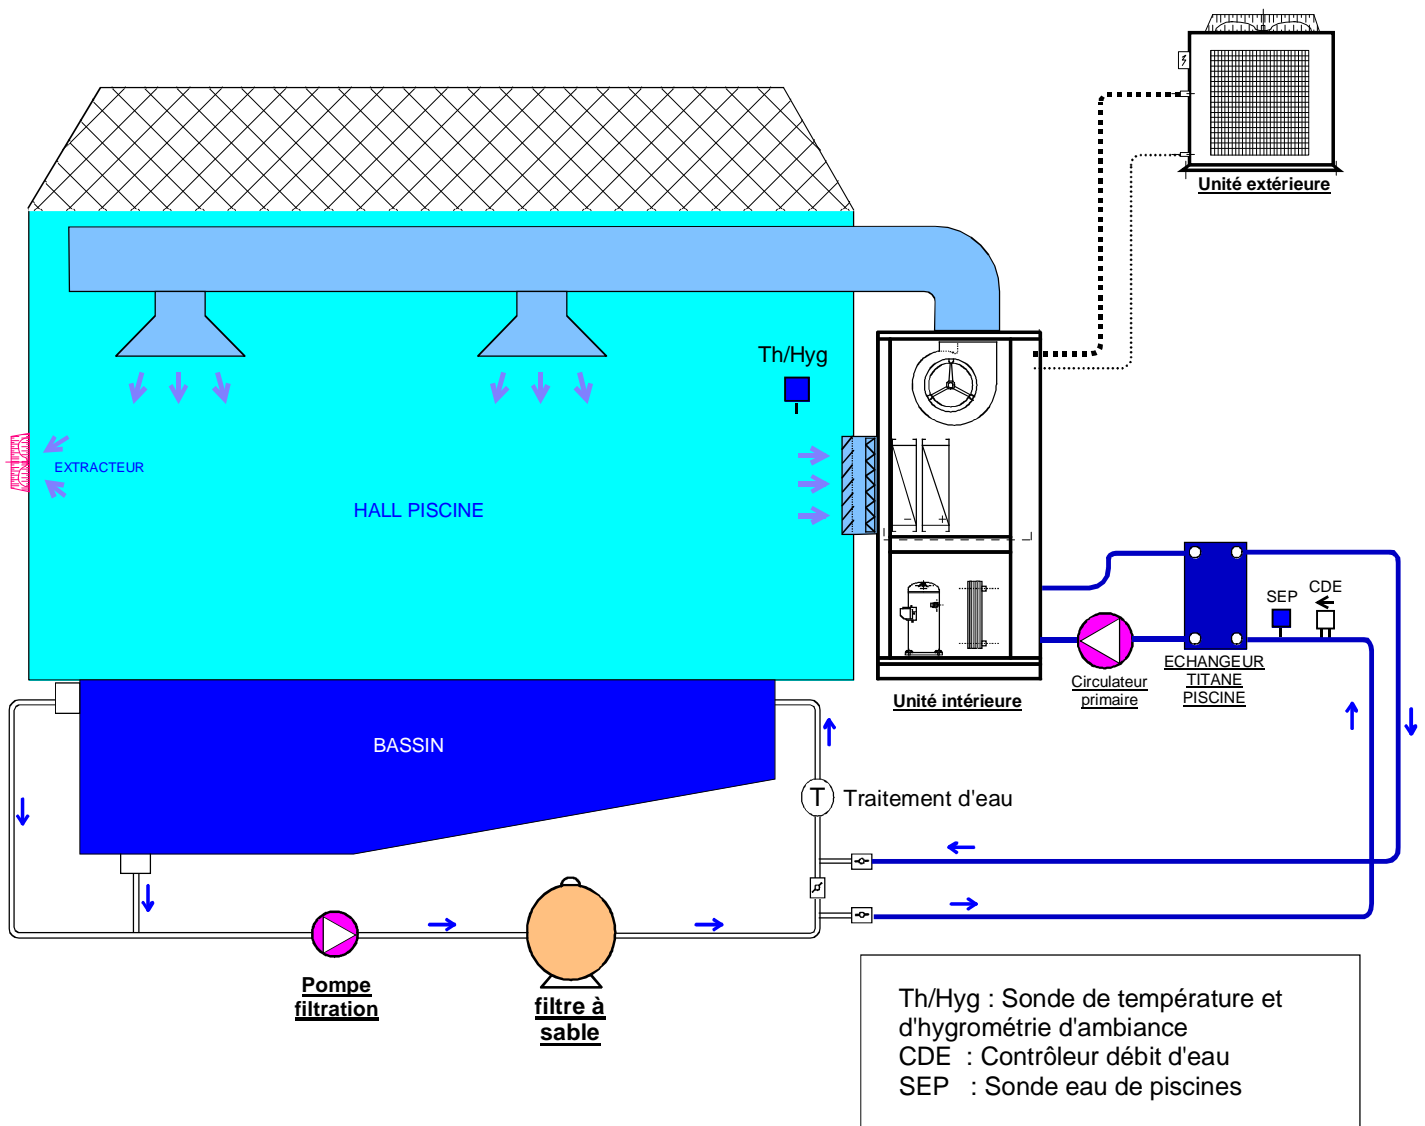 Unité extérieure
Th/Hyg
EXTRACTEUR
HALL PISCINE
SEP
CDE
ECHANGEUR
TITANE
PISCINE
Circulateur
primaire
Unité intérieure
BASSIN
T
Traitement d'eau
Pompe
filtration
filtre à
sable
Th/Hyg : Sonde de température et
d'hygrométrie d'ambiance
CDE : Contrôleur débit d'eau
SEP : Sonde eau de piscines